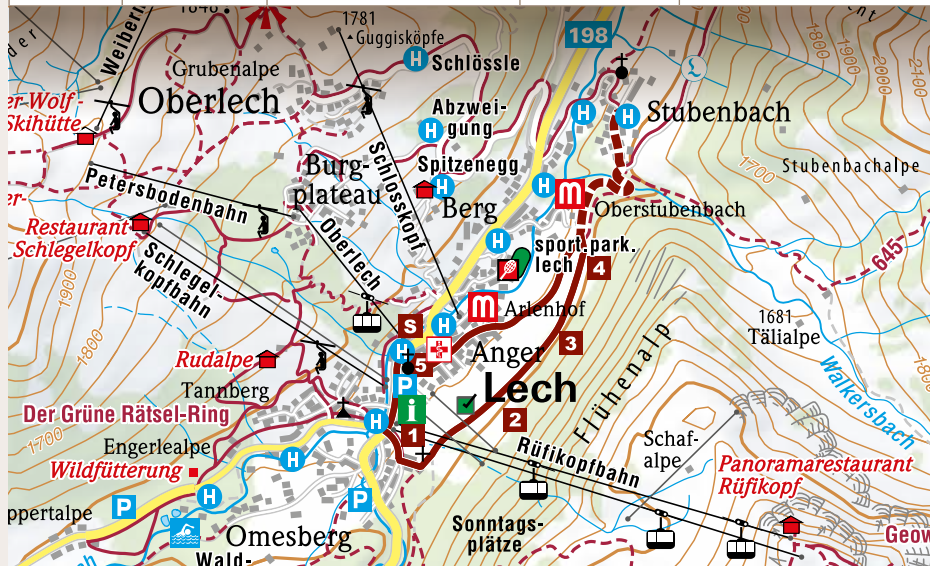 1781
Guggisköpfe
198
H
Schlössle
Weiherl
Grubenalpe
Oberlech
Abzwei-
gung
H
H
H
Stubenbach
1800
1900
2000
2100
er-Wolf-
Skihütte
Schlosskopf
Burg-
plateau
Spitzenegg
H
Berg
H
m
Oberstubenbach
1700
Stubenbachalpe
Petersbodenbahn
er-
Restaurant
Schlegelkopf
Oberlech
H
sport.park.
lech
4
645
Schlegel-
kopfbahn
1900
m
Arlenhof
S
H
1681
Tälialpe
1800
Rudalpe
H
5
Anger
3
Flühenalp
Walkersbach
Tannberg
P
Lech
Der Grüne Rätsel-Ring
i
2
H
1
1700
Engerlealpe
Wildfütterung
H
Rüfikopfbahn
Schaf-
alpe
Panoramarestaurant
Rüfikopf
P
H
P
ppertalpe
Omesberg
Sonntags-
plätze
Wald-
Geow